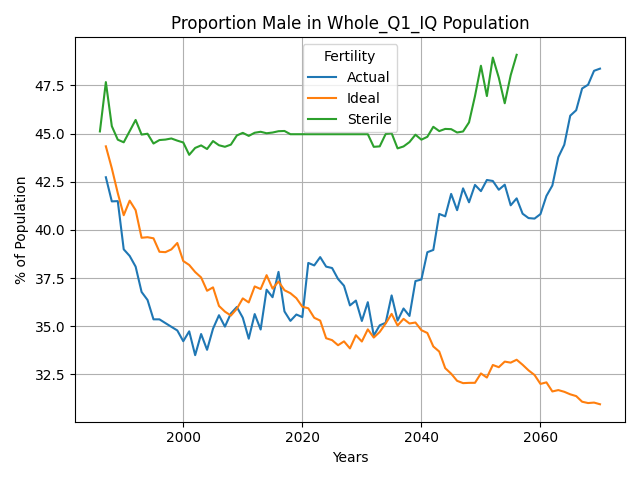 Proportion Male in Whole_Q1_IQ Population
Fertility
Actual
Ideal
Sterile
% of Population
47.5
45.0
42.5
40.0
37.5
35.0
32.5
2000
2020
2040
2060
Years